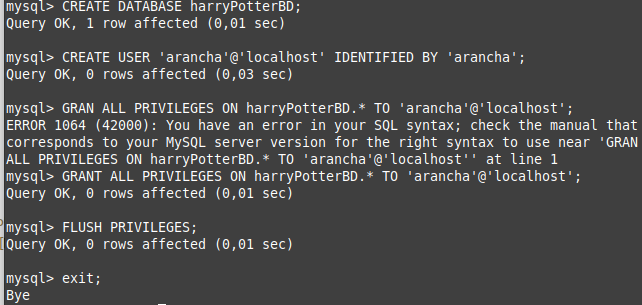 mysql> CREATE DATABASE harryPotterBD;
Query OK, 1 row affected (0,01 sec)
mysql> CREATE USER 'arancha'@'localhost' IDENTIFIED BY 'arancha';
Query OK, 0 rows affected (0,03 sec)
mysql> GRAN ALL PRIVILEGES ON harryPotterBD.* TO 'arancha'@'localhost';
ERROR 1064 (42000): You have an error in your SQL syntax; check the manual that
corresponds to your MySQL server version for the right syntax to use near 'GRAN
ALL PRIVILEGES ON harryPotterBD.* TO 'arancha'@'localhost'' at line 1
mysql> GRANT ALL PRIVILEGES ON harryPotterBD.* TO 'arancha'@'localhost';
Query OK, 0 rows affected (0,01 sec)
mysql> FLUSH PRIVILEGES;
Query OK, 0 rows affected (0,01 sec)
mysql> exit;
Bye